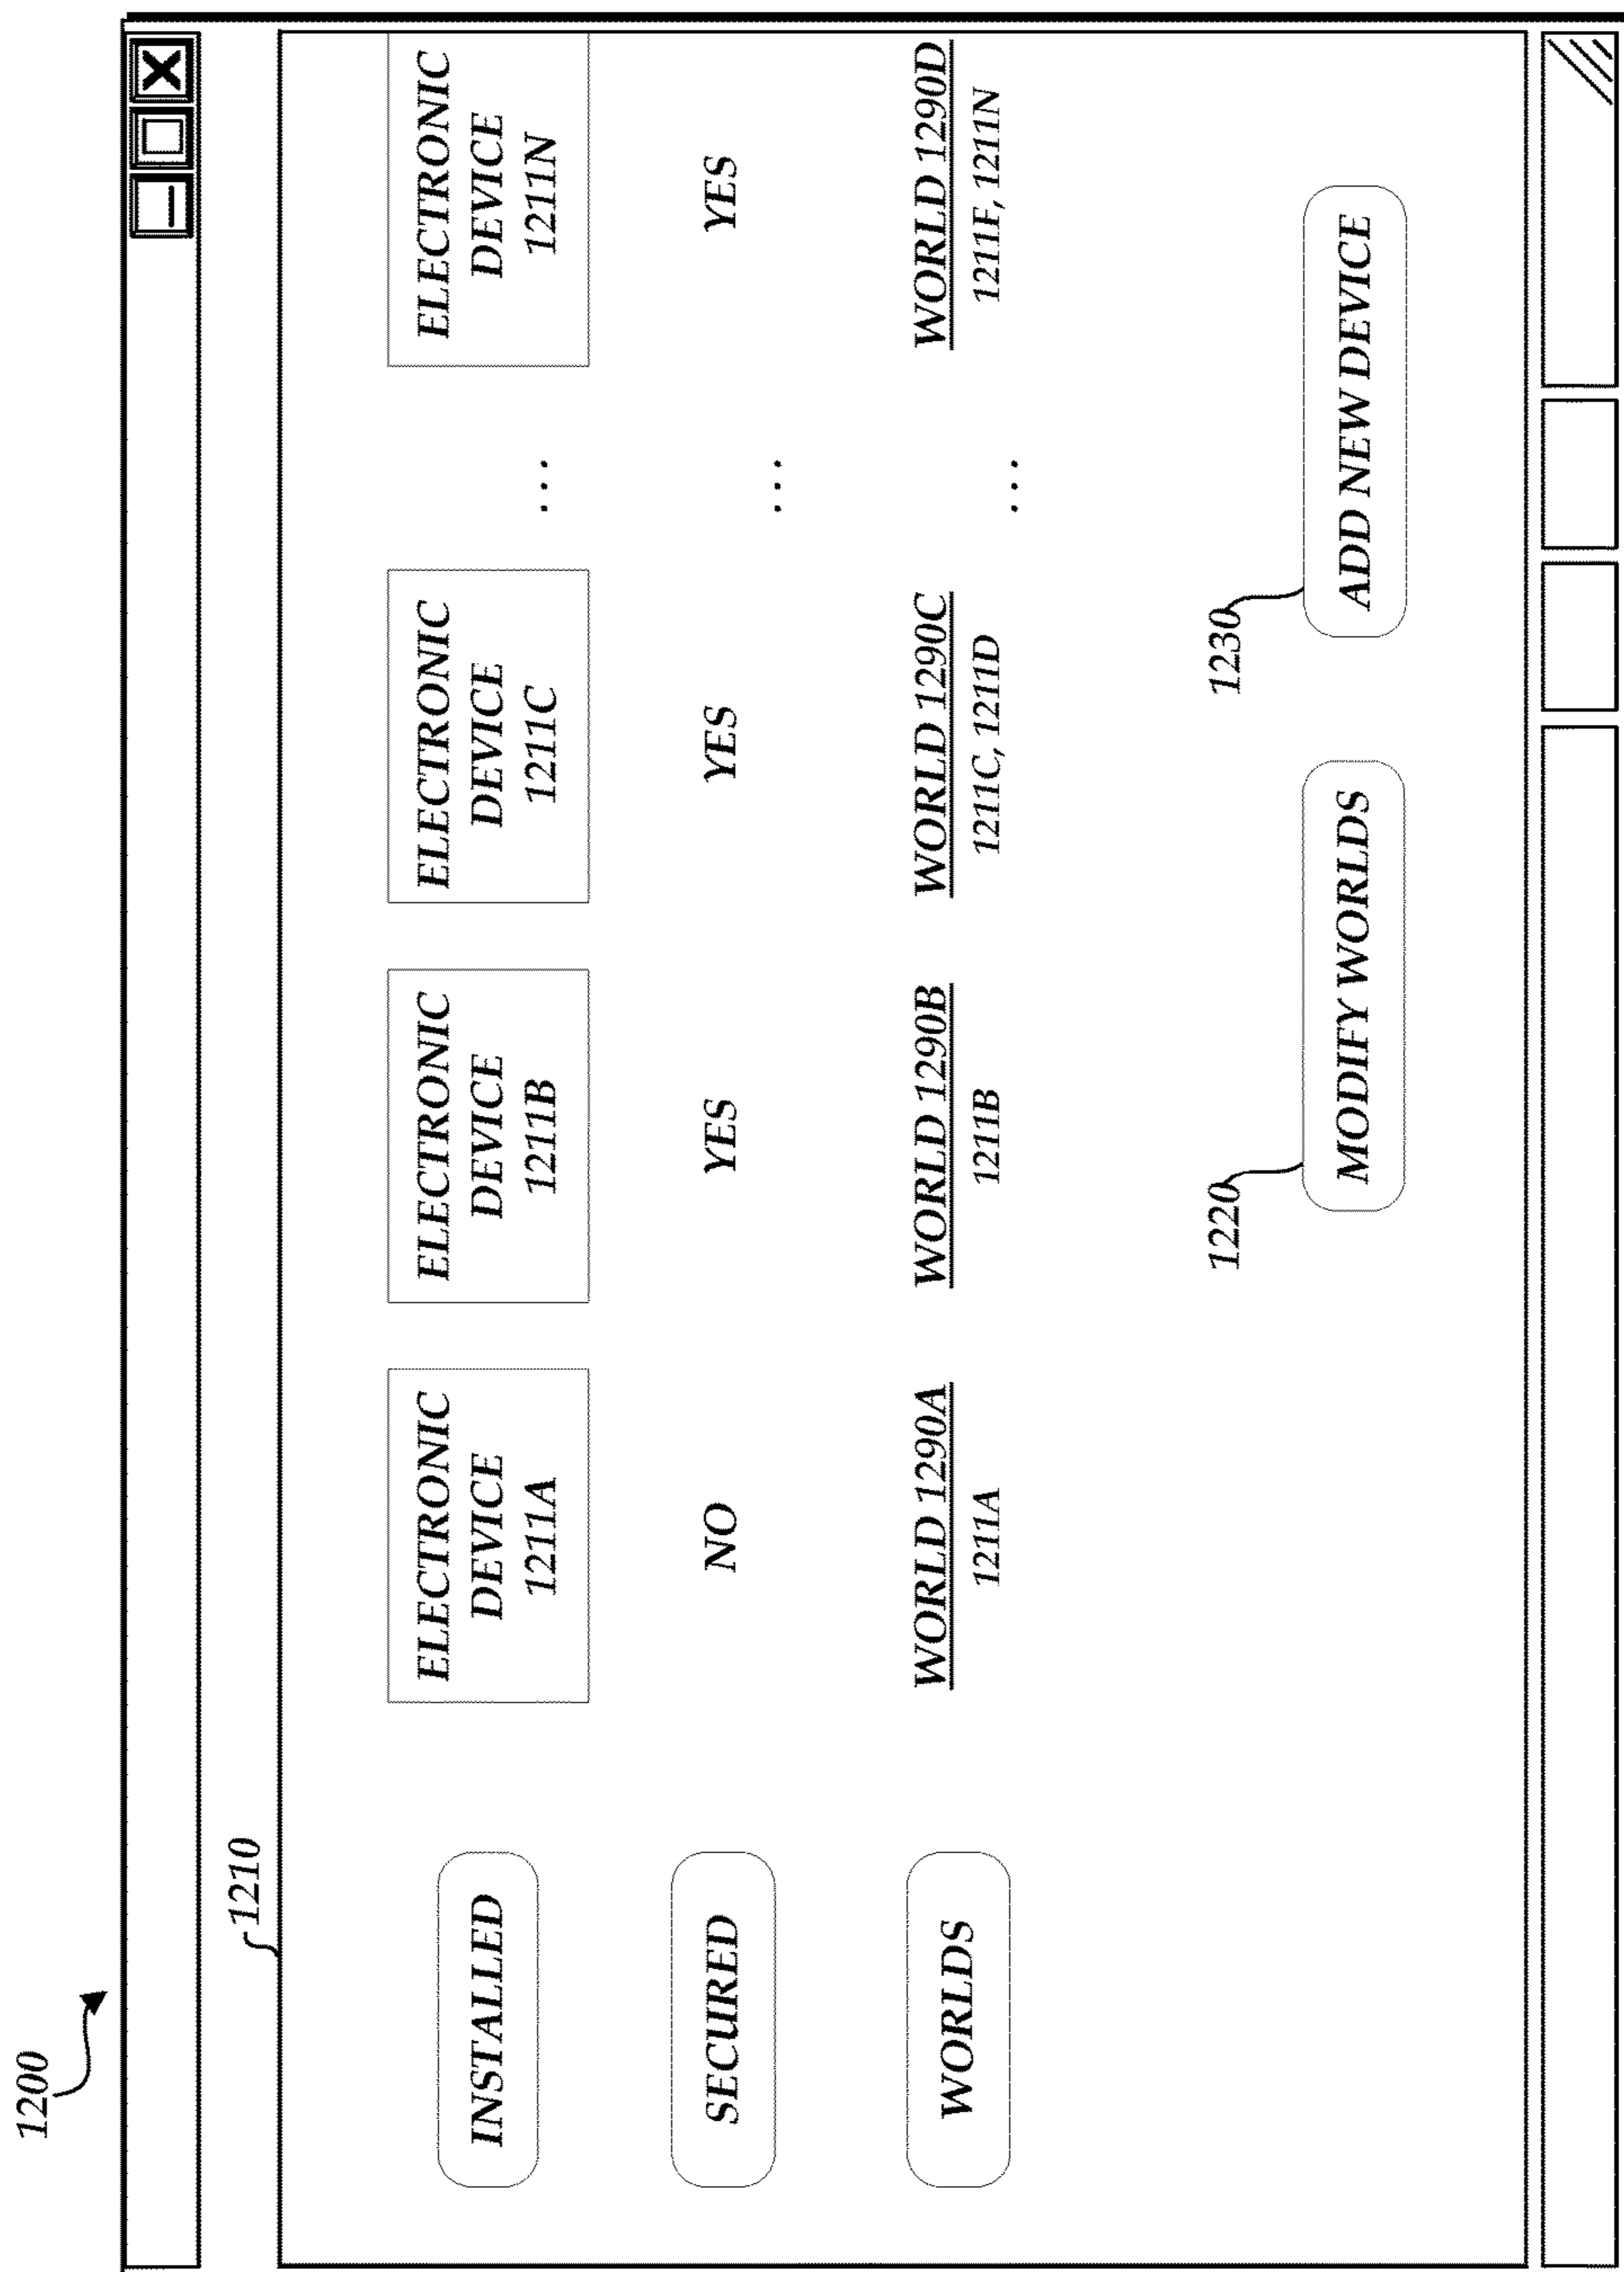 1200
1210
INSTALLED
ELECTRONIC
DEVICE
1211A
ELECTRONIC
DEVICE
1211B
ELECTRONIC
DEVICE
1211C
...
ELECTRONIC
DEVICE
1211N
SECURED
NO
YES
YES
...
YES
WORLDS
WORLD 1290A
1211A
WORLD 1290B
1211B
WORLD 1290C
1211C, 1211D
...
WORLD 1290D
1211F, 1211N
1220
MODIFY WORLDS
1230
ADD NEW DEVICE